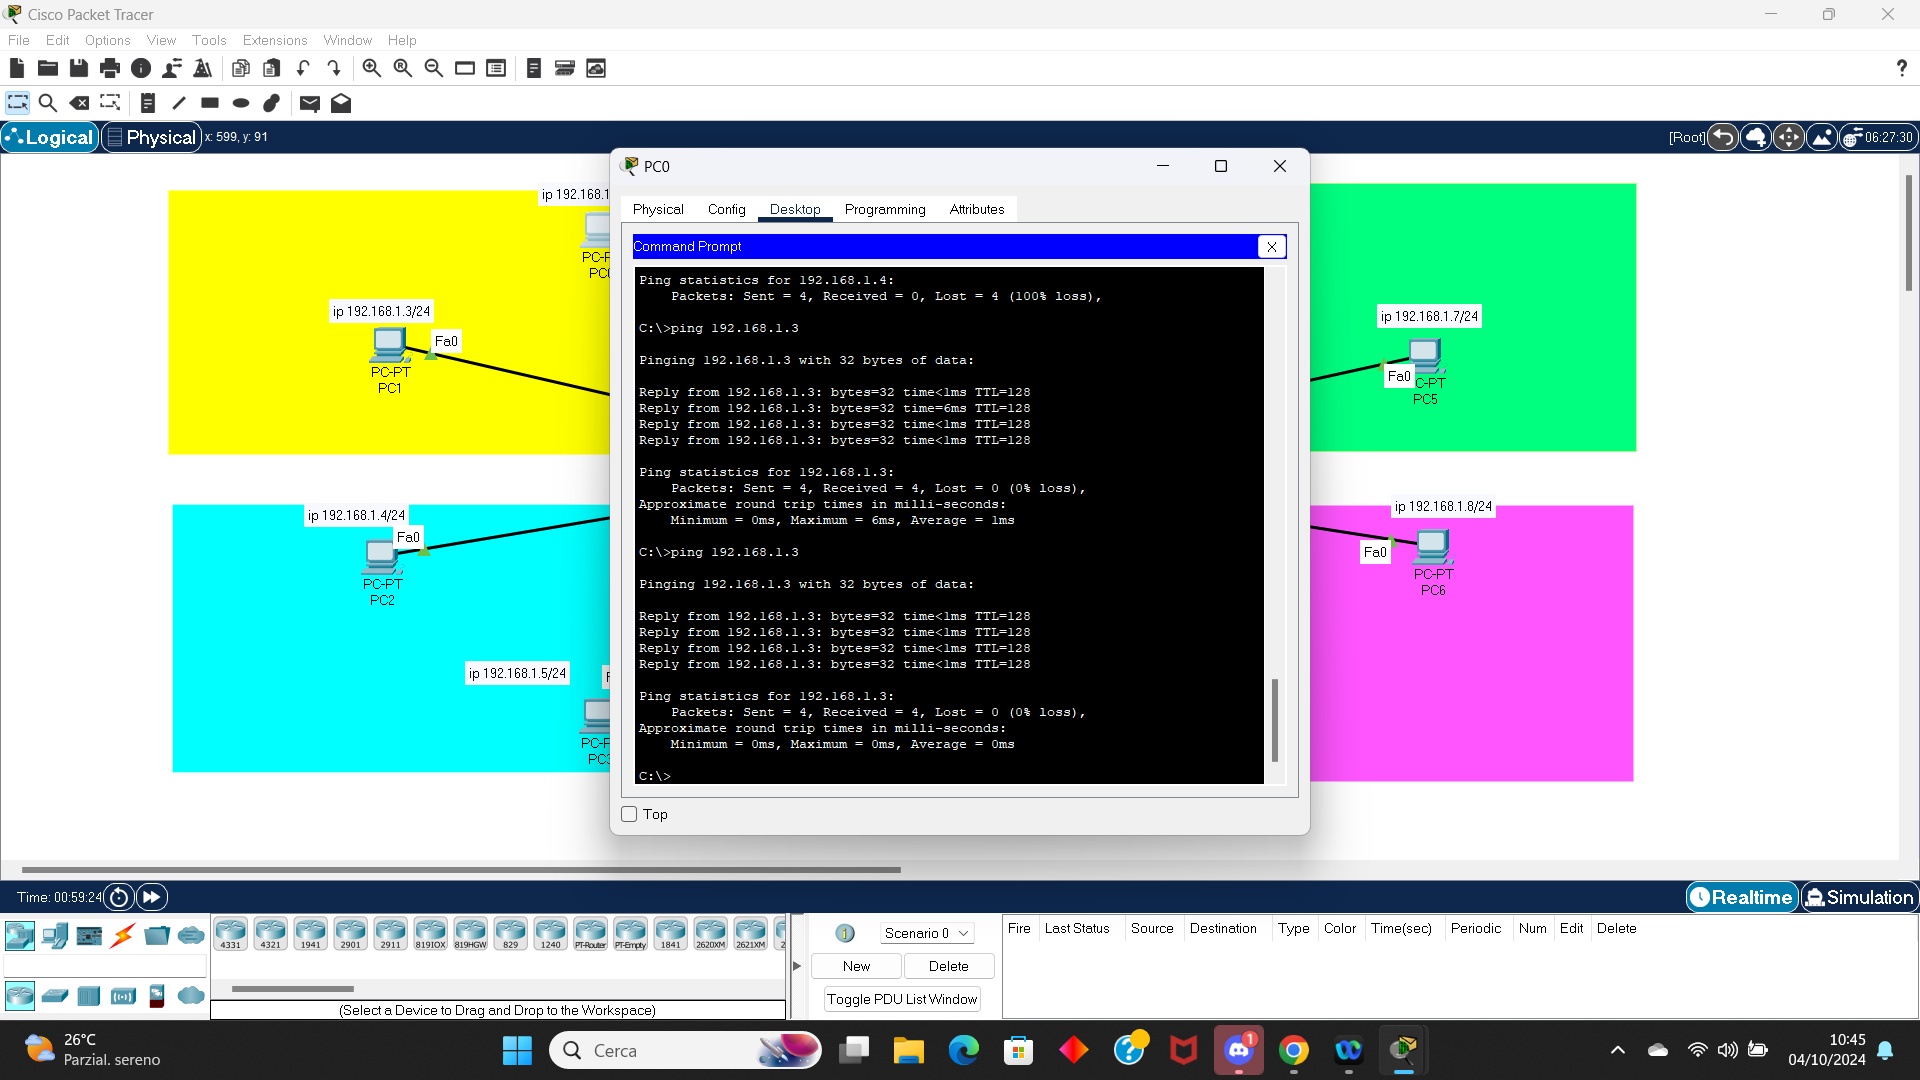 Cisco Packet Tracer
File Edit Options View Tools Extensions Window Help
Logical Physical x: 599, y: 91
[Root] 06:27:30
PC0
Physical Config Desktop Programming Attributes
Command Prompt X
Ping statistics for 192.168.1.4:
Packets: Sent = 4, Received = 0, Lost = 4 (100% loss),
C:\>ping 192.168.1.3
Pinging 192.168.1.3 with 32 bytes of data:
Reply from 192.168.1.3: bytes=32 time<1ms TTL=128
Reply from 192.168.1.3: bytes=32 time=6ms TTL=128
Reply from 192.168.1.3: bytes=32 time<1ms TTL=128
Reply from 192.168.1.3: bytes=32 time<1ms TTL=128
Ping statistics for 192.168.1.3:
Packets: Sent = 4, Received = 4, Lost = 0 (0% loss),
Approximate round trip times in milli-seconds:
Minimum = 0ms, Maximum = 6ms, Average = 1ms
C:\>ping 192.168.1.3
Pinging 192.168.1.3 with 32 bytes of data:
Reply from 192.168.1.3: bytes=32 time<1ms TTL=128
Reply from 192.168.1.3: bytes=32 time<1ms TTL=128
Reply from 192.168.1.3: bytes=32 time<1ms TTL=128
Reply from 192.168.1.3: bytes=32 time<1ms TTL=128
Ping statistics for 192.168.1.3:
Packets: Sent = 4, Received = 4, Lost = 0 (0% loss),
Approximate round trip times in milli-seconds:
Minimum = 0ms, Maximum = 0ms, Average = 0ms
C:\>
Top
ip 192.168.1
ip 192.168.1.3/24
Fa0
PC-PT
PC1
ip 192.168.1.4/24
Fa0
PC-PT
PC2
ip 192.168.1.5/24
ip 192.168.1.7/24
Fa0
C-PT
PC5
ip 192.168.1.8/24
Fa0
PC-PT
PC6
Time: 00:59:24
Realtime Simulation
4331 4321 1941 2901 2911 819IOX 819HGW 829 1240 PT-Router PT-Empty 1841 2620XM 2621XM
(Select a Device to Drag and Drop to the Workspace)
Scenario 0
New Delete
Toggle PDU List Window
Fire Last Status Source Destination Type Color Time(sec) Periodic Num Edit Delete
26°C
Parzial. sereno
Cerca
1
10:45
04/10/2024